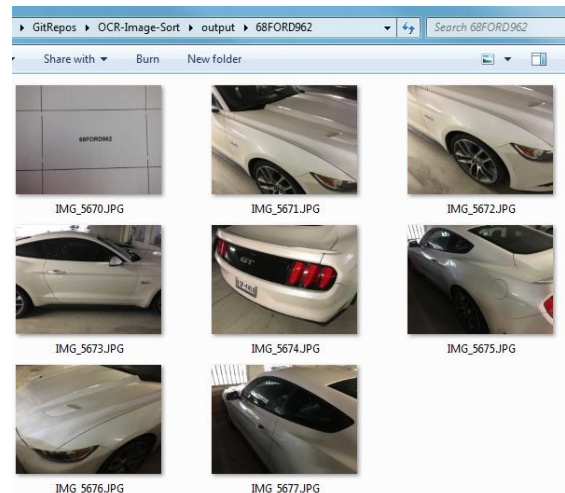 GitRepos ▸ OCR-Image-Sort ▸ output ▸ 68FORD962
Search 68FORD962
Share with Burn New folder
68FORD962
IMG_5670.JPG IMG_5671.JPG IMG_5672.JPG
GT
IMG_5673.JPG IMG_5674.JPG IMG_5675.JPG
IMG_5676.JPG IMG_5677.JPG